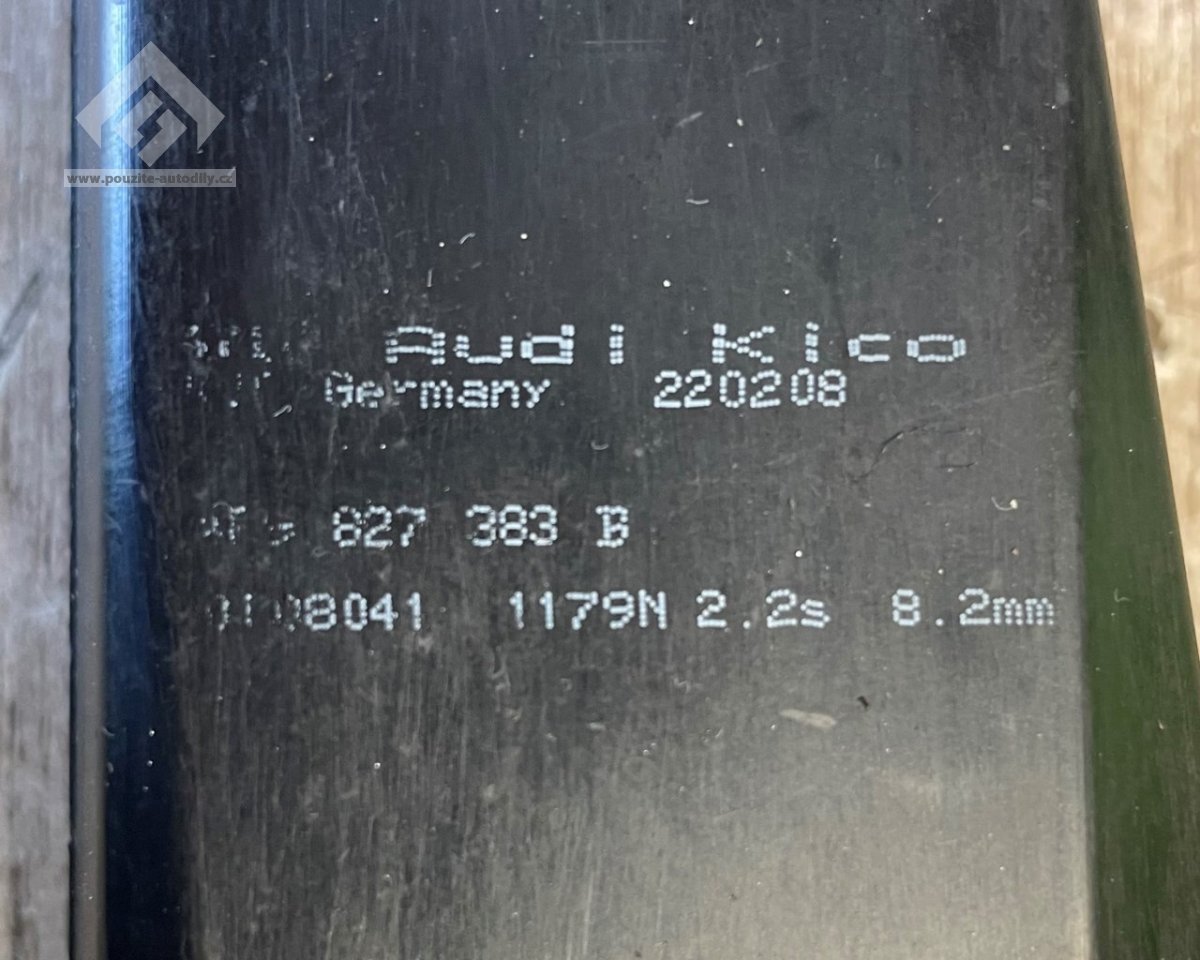 www.pouzite-autodily.cz
Audi Kico
Germany 220208
827 383 B
1179N 2.2s 8.2mm